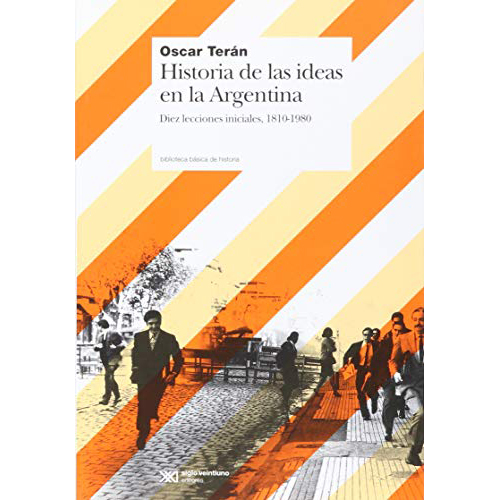 Oscar Terán
Historia de las ideas
en la Argentina
Diez lecciones iniciales, 1810-1980
biblioteca básica de historia
siglo veintiuno
editores